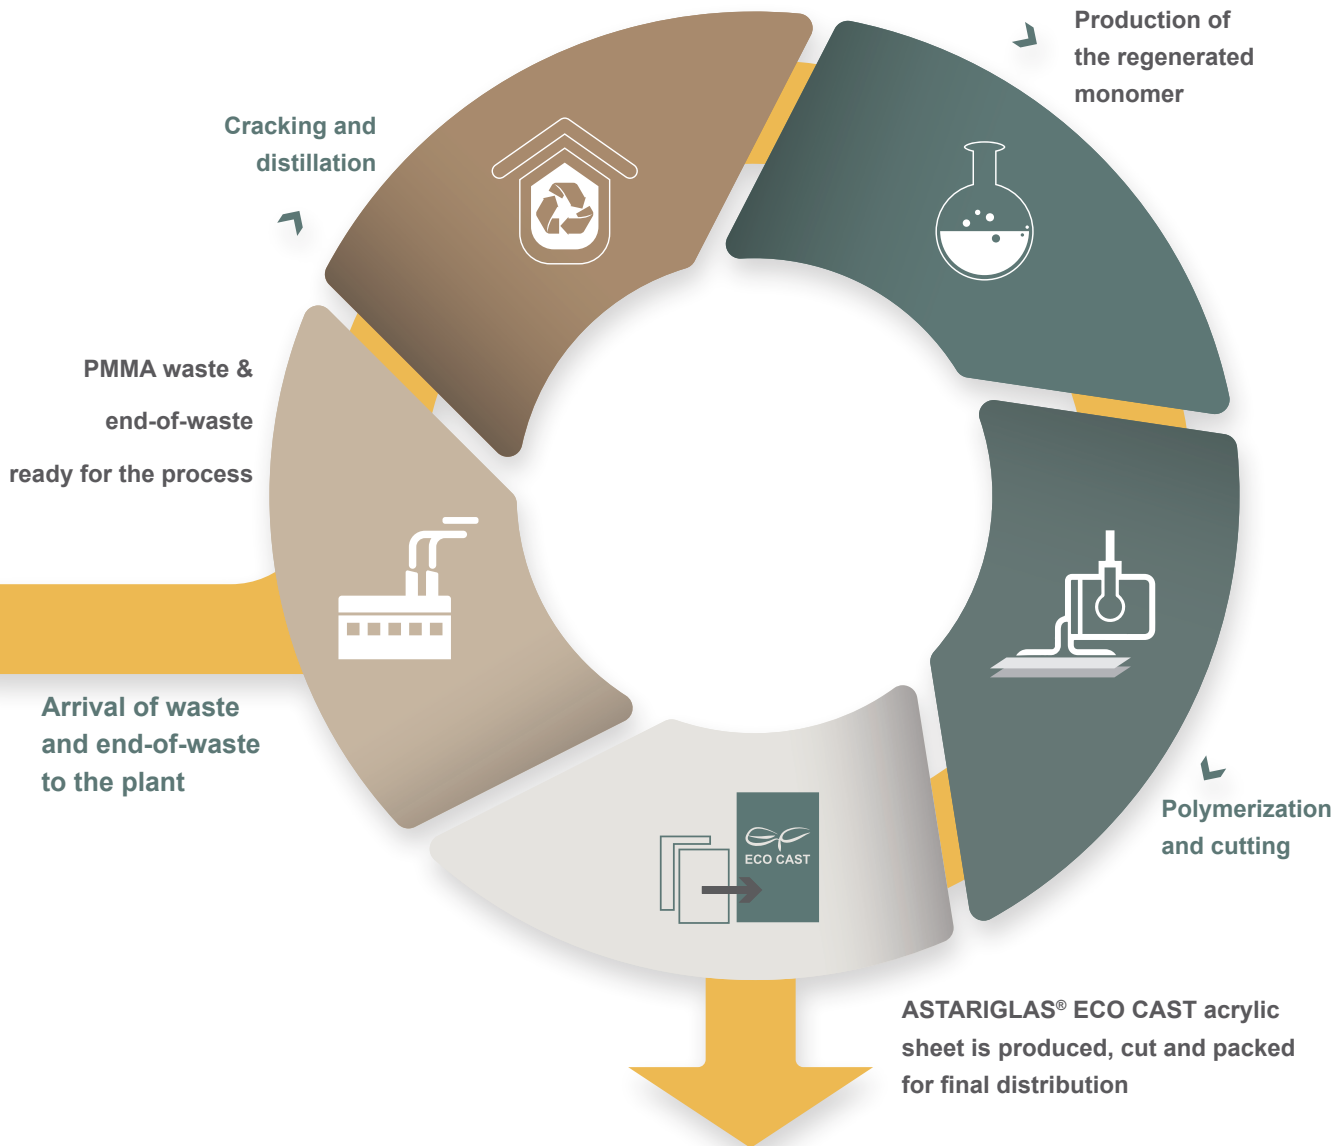 Production of
the regenerated
monomer
Cracking and
distillation
PMMA waste &
end-of-waste
ready for the process
Arrival of waste
and end-of-waste
to the plant
Polymerization
and cutting
ECO CAST
ASTARIGLAS® ECO CAST acrylic
sheet is produced, cut and packed
for final distribution